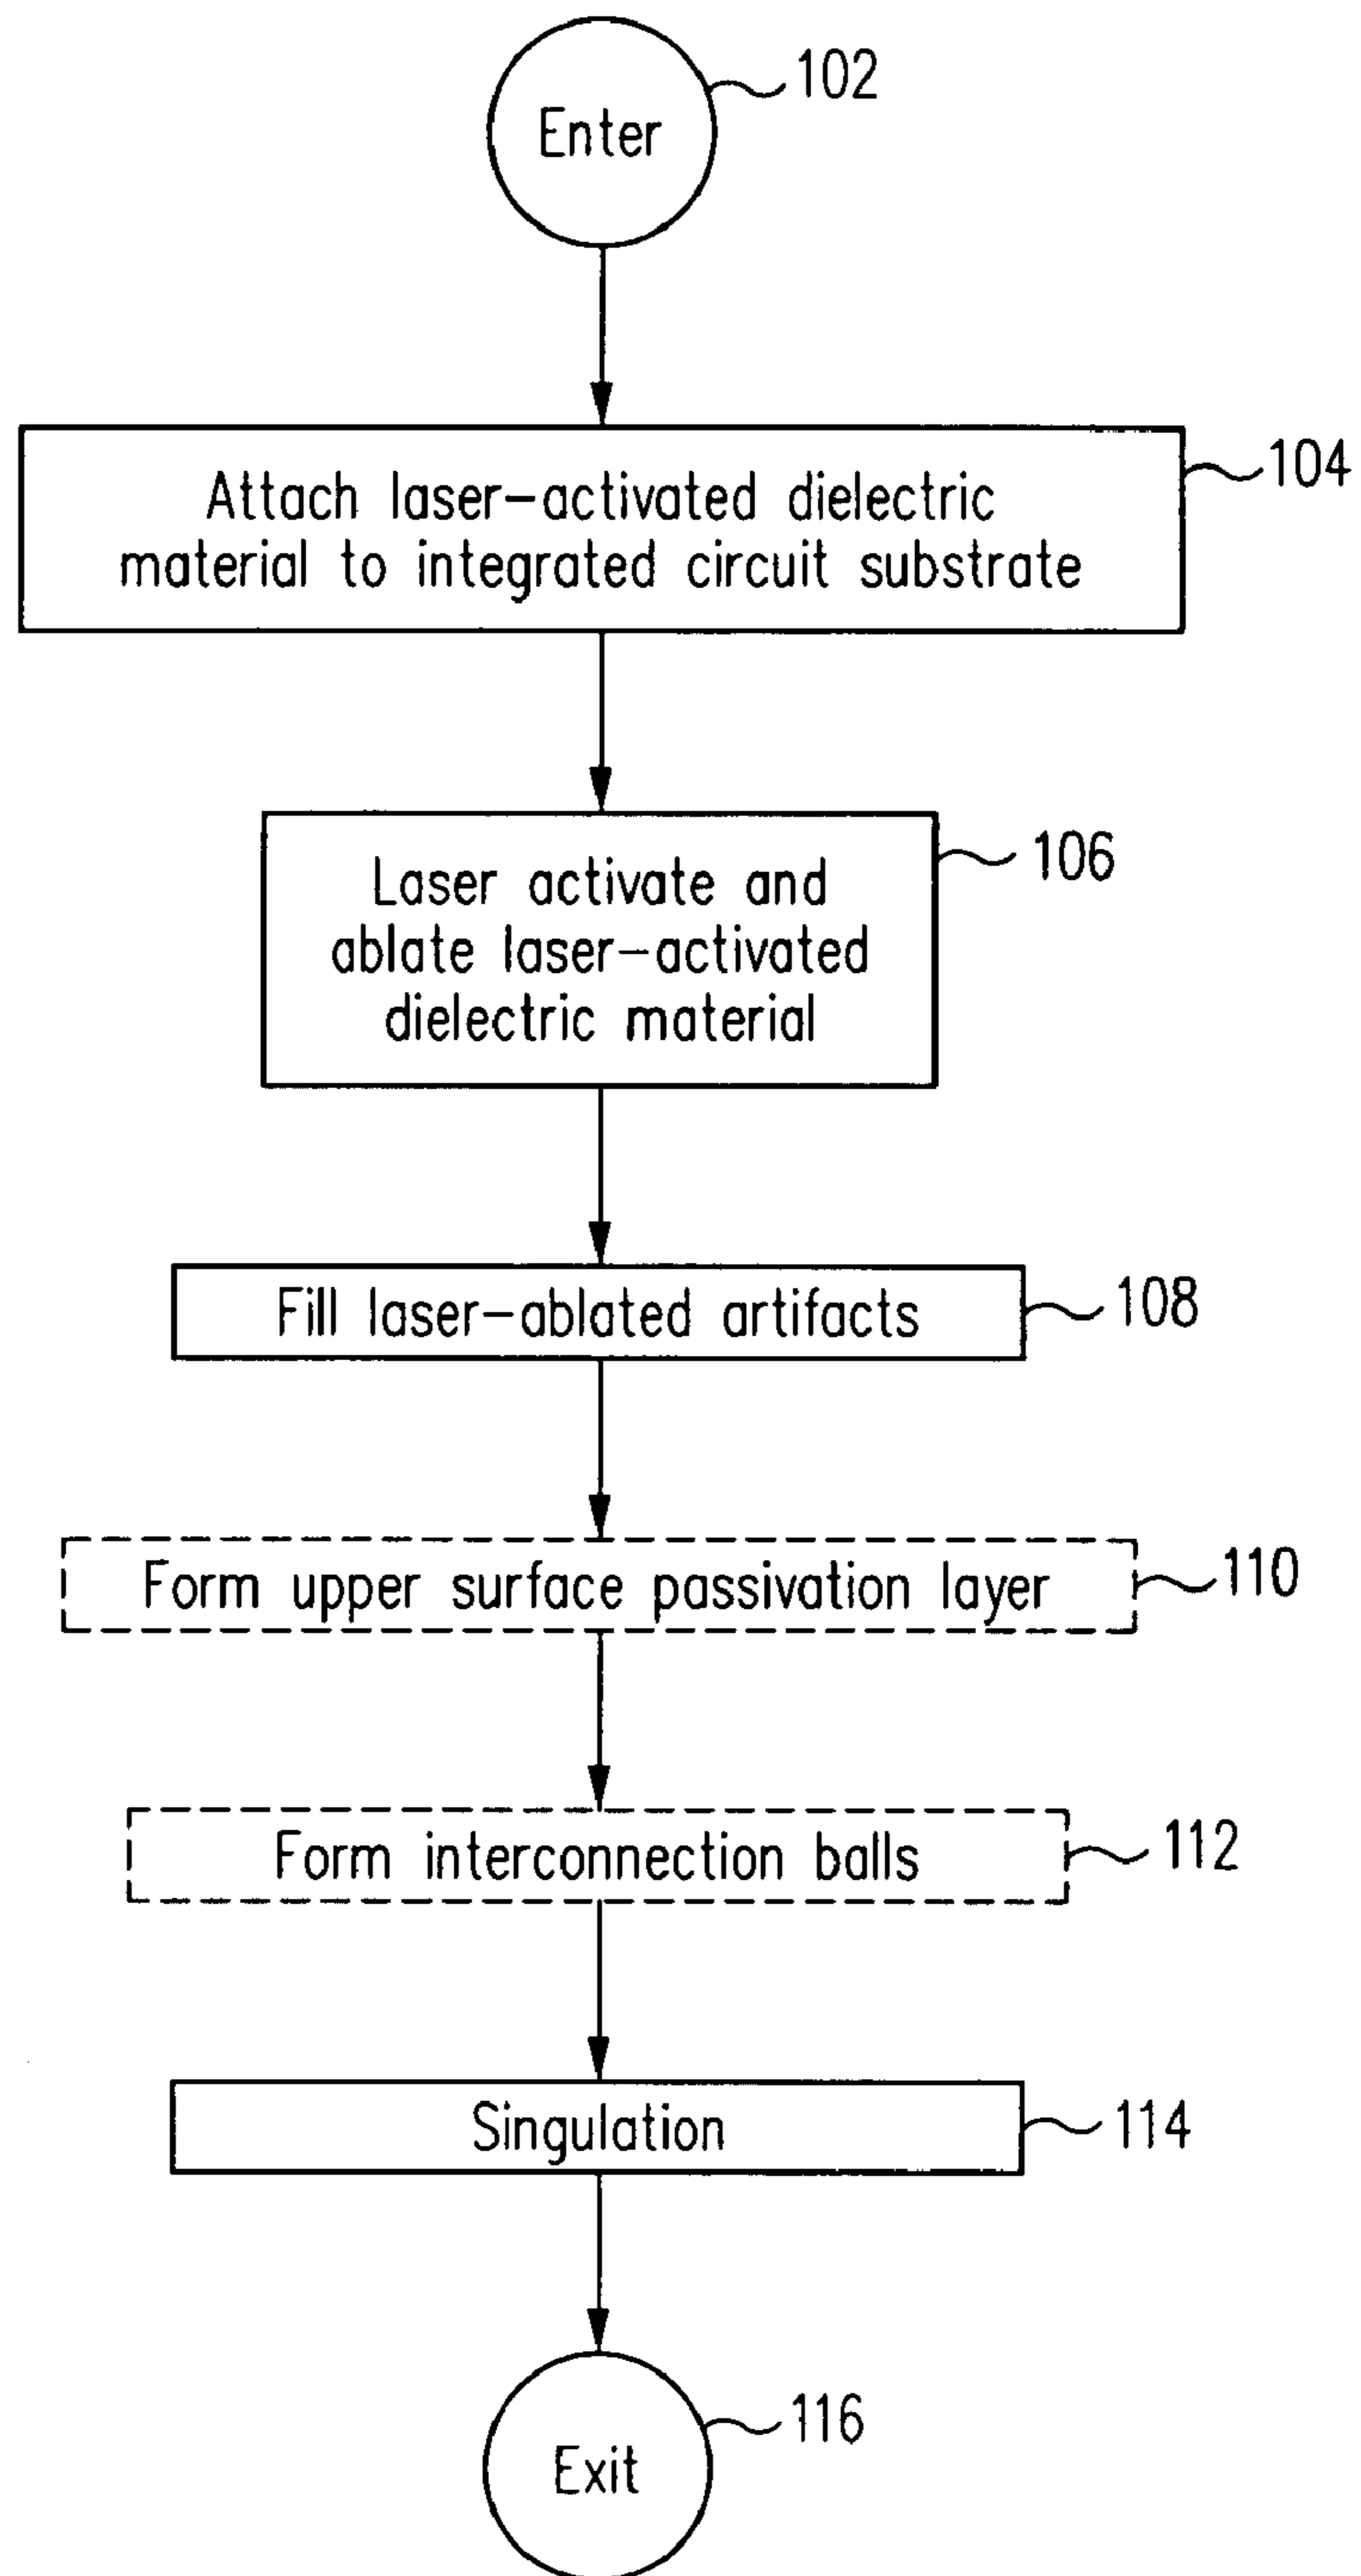 Enter
102
Attach laser-activated dielectric
material to integrated circuit substrate
104
Laser activate and
ablate laser-activated
dielectric material
106
Fill laser-ablated artifacts
108
Form upper surface passivation layer
110
Form interconnection balls
112
Singulation
114
Exit
116